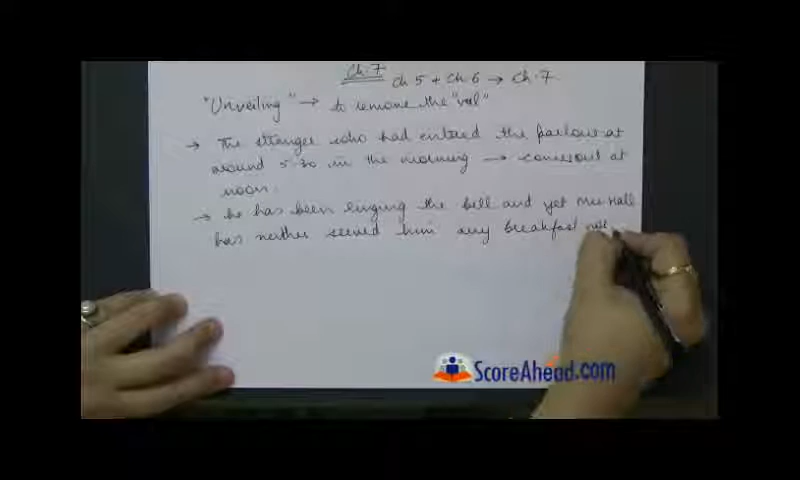 Ch.7
Ch 5 + Ch.6 → Ch.7
"Unveiling" → to remove the "veil"
→ The stranger who had entered the parlour at
around 5.30 in the morning → comes out at
noon.
→ he has been ringing the bell and yet Mrs Hall
has neither served him any breakfast nor
ScoreAhead.com